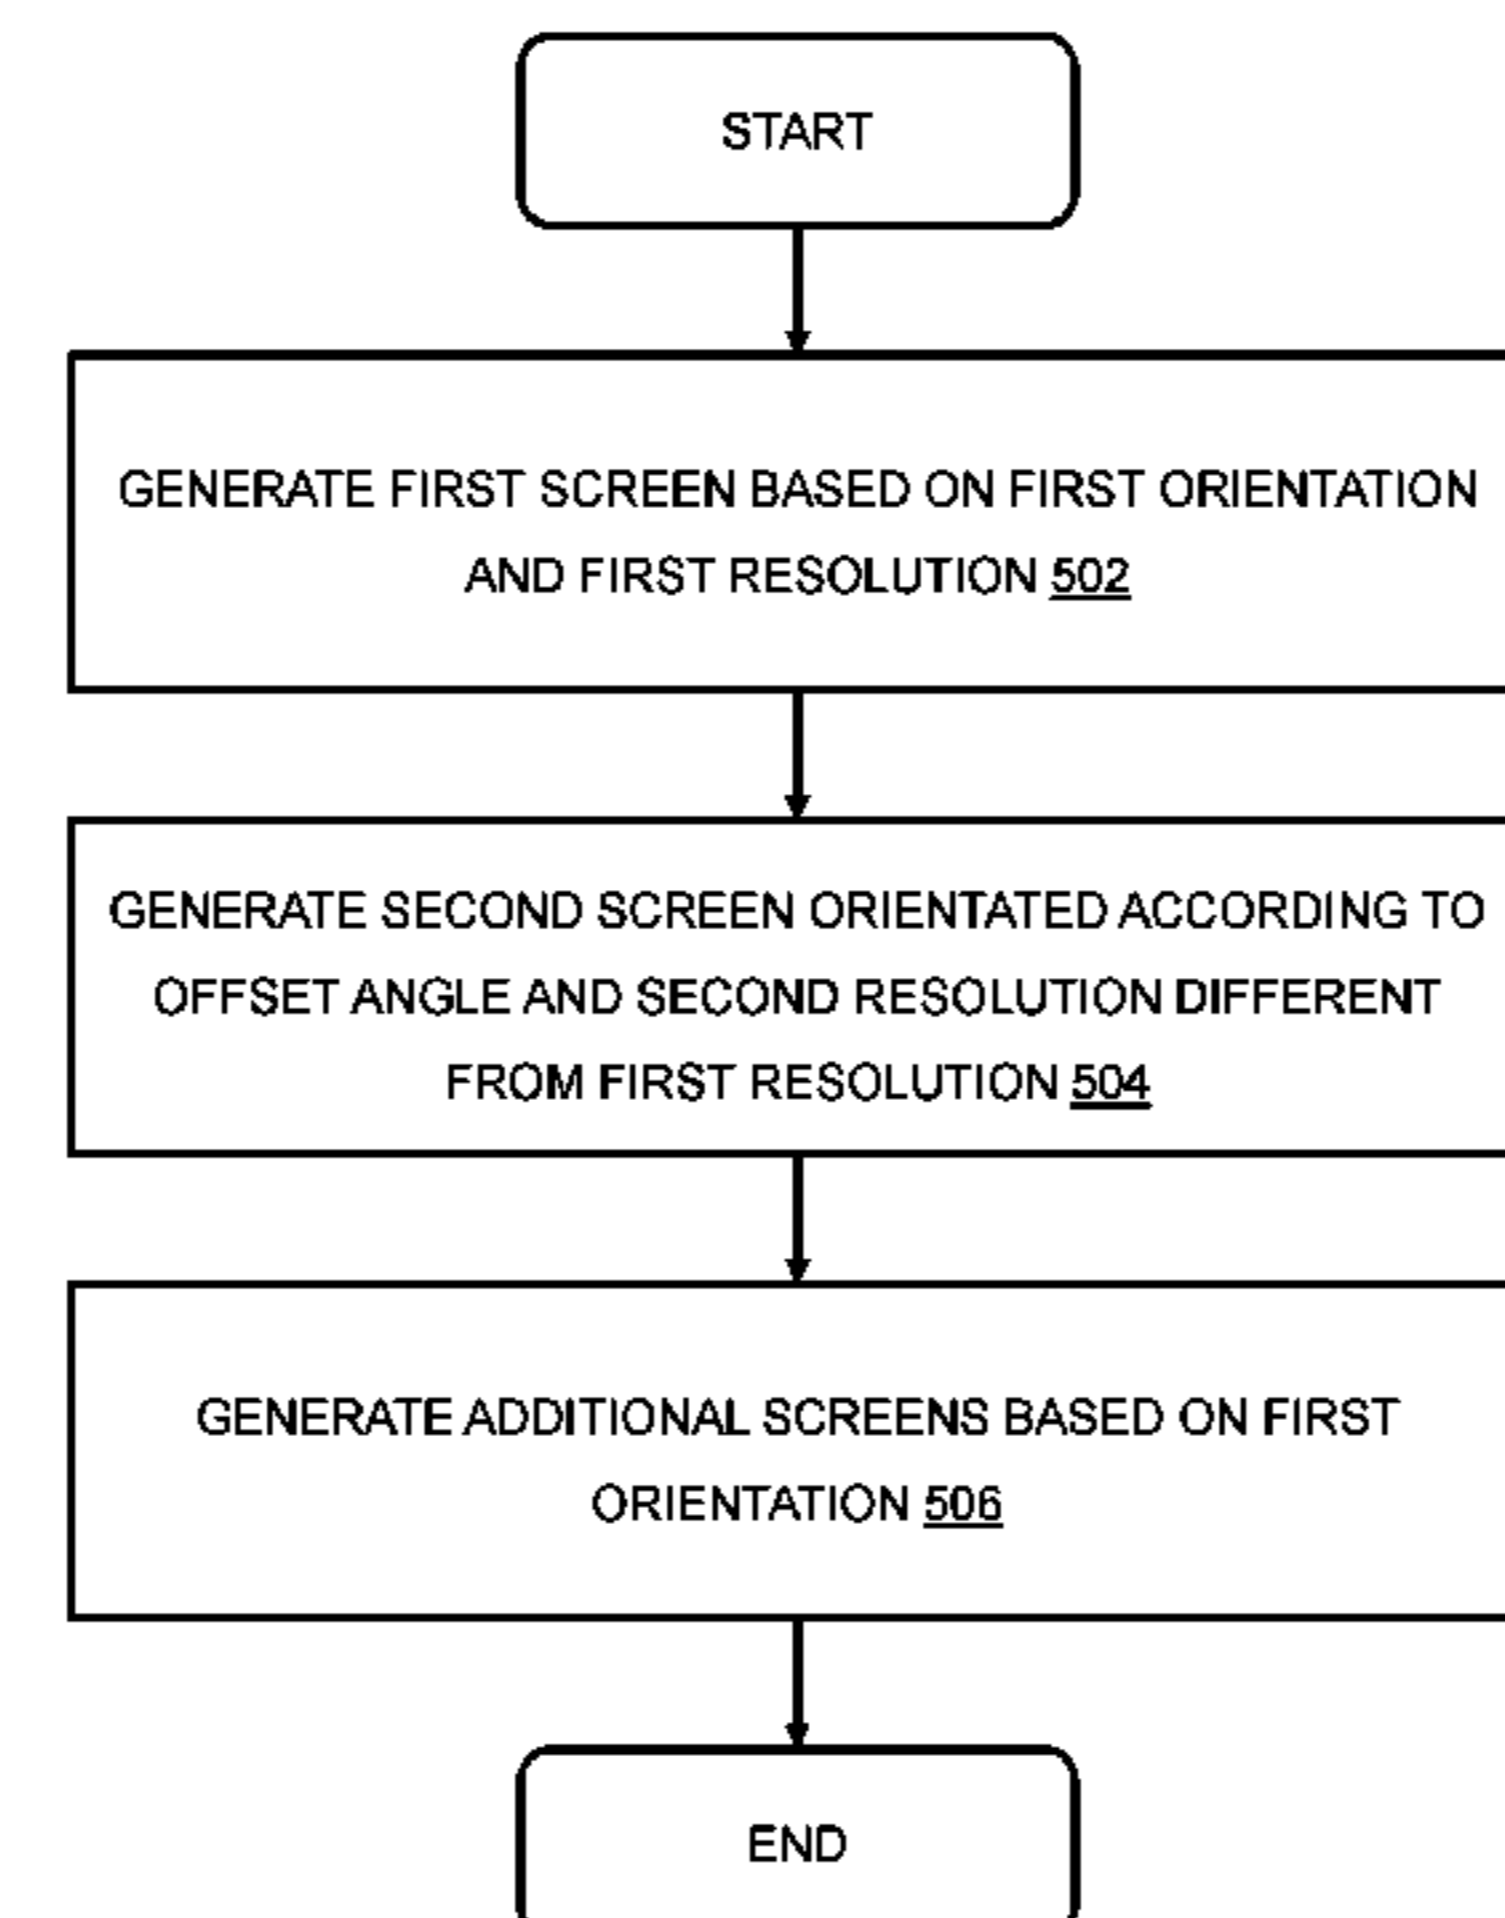 START
GENERATE FIRST SCREEN BASED ON FIRST ORIENTATION
AND FIRST RESOLUTION 502
GENERATE SECOND SCREEN ORIENTATED ACCORDING TO
OFFSET ANGLE AND SECOND RESOLUTION DIFFERENT
FROM FIRST RESOLUTION 504
GENERATE ADDITIONAL SCREENS BASED ON FIRST
ORIENTATION 506
END